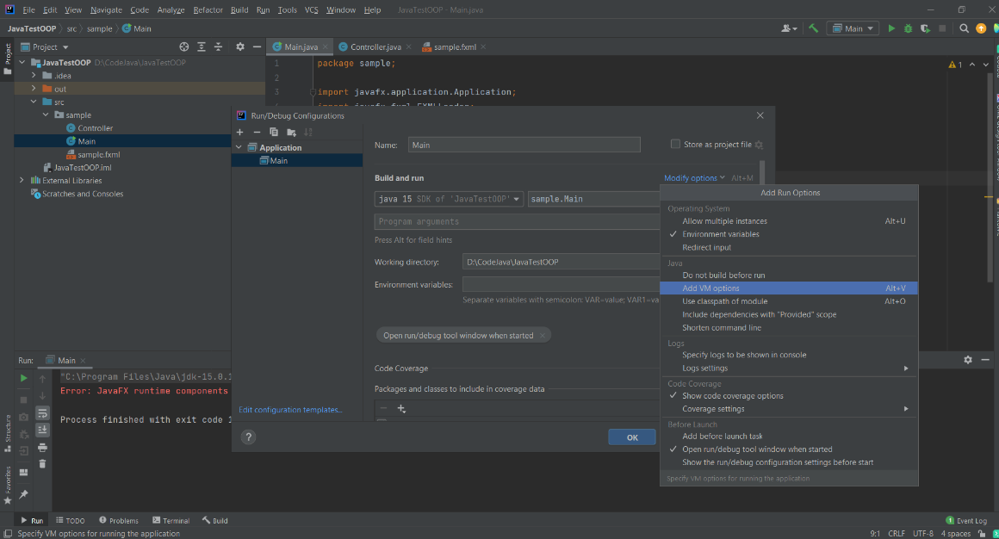 File Edit View Navigate Code Analyze Refactor Build Run Tools VCS Window Help JavaTestOOP - Main.java
JavaTestOOP src sample Main
Main
Project
Project
Main.java
Controller.java
sample.fxml
JavaTestOOP D:\CodeJava\JavaTestOOP
.idea
out
src
sample
Controller
Main
sample.fxml
JavaTestOOP.iml
External Libraries
Scratches and Consoles
1 package sample;
2
3 import javafx.application.Application;
4
1
Run/Debug Configurations
Application
Main
Name: Main
Store as project file
Build and run
Modify options Alt+M
java 15 SDK of 'JavaTestOOP'
sample.Main
Program arguments
Press Alt for field hints
Working directory: D:\CodeJava\JavaTestOOP
Environment variables:
Separate variables with semicolon: VAR=value; VAR1=va
Open run/debug tool window when started
Code Coverage
Packages and classes to include in coverage data
Edit configuration templates...
?
OK
Add Run Options
Operating System
Allow multiple instances Alt+U
Environment variables
Redirect input
Java
Do not build before run
Add VM options Alt+V
Use classpath of module Alt+O
Include dependencies with "Provided" scope
Shorten command line
Logs
Specify logs to be shown in console
Logs settings
Code Coverage
Show code coverage options
Coverage settings
Before Launch
Add before launch task
Open run/debug tool window when started
Show the run/debug configuration settings before start
Specify VM options for running the application
Run: Main
"C:\Program Files\Java\jdk-15.0.1
Error: JavaFX runtime components
Process finished with exit code 1
Structure
Favorites
Run TODO Problems Terminal Build
1 Event Log
Specify VM options for running the application
9:1 CRLF UTF-8 4 spaces